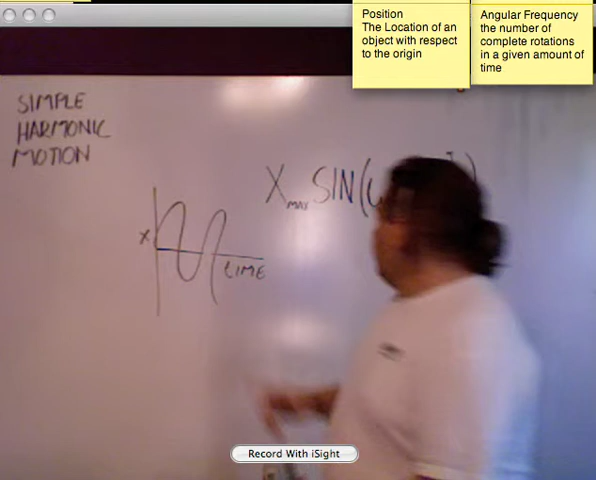 Position
The Location of an
object with respect
to the origin
Angular Frequency
the number of
complete rotations
in a given amount of
time
SIMPLE
HARMONIC
MOTION
X MAX SIN(
x
TIME
Record With iSight